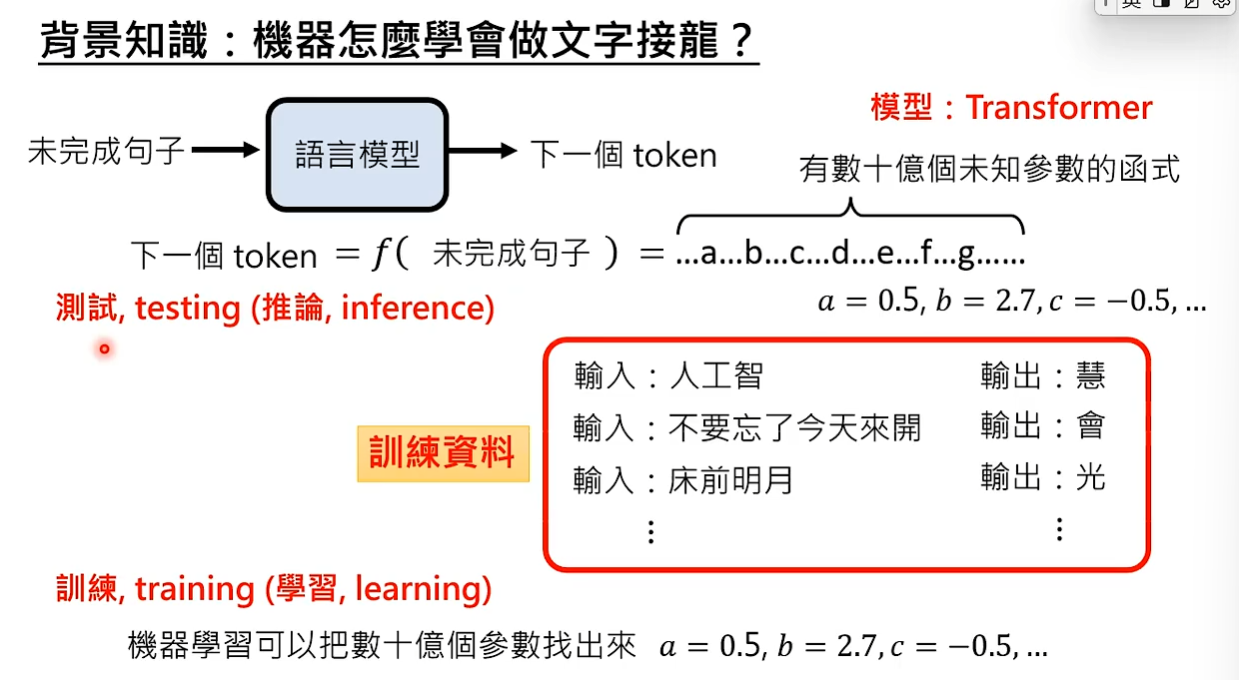 英
背景知識：機器怎麼學會做文字接龍？
模型：Transformer
未完成句子
語言模型
下一個 token
有數十億個未知參數的函式
下一個 token = f( 未完成句子 ) = …a…b…c…d…e…f…g……
測試, testing (推論, inference)
a = 0.5, b = 2.7, c = −0.5, …
訓練資料
輸入：人工智 輸出：慧
輸入：不要忘了今天來開 輸出：會
輸入：床前明月 輸出：光
⋮ ⋮
訓練, training (學習, learning)
機器學習可以把數十億個參數找出來 a = 0.5, b = 2.7, c = −0.5, …